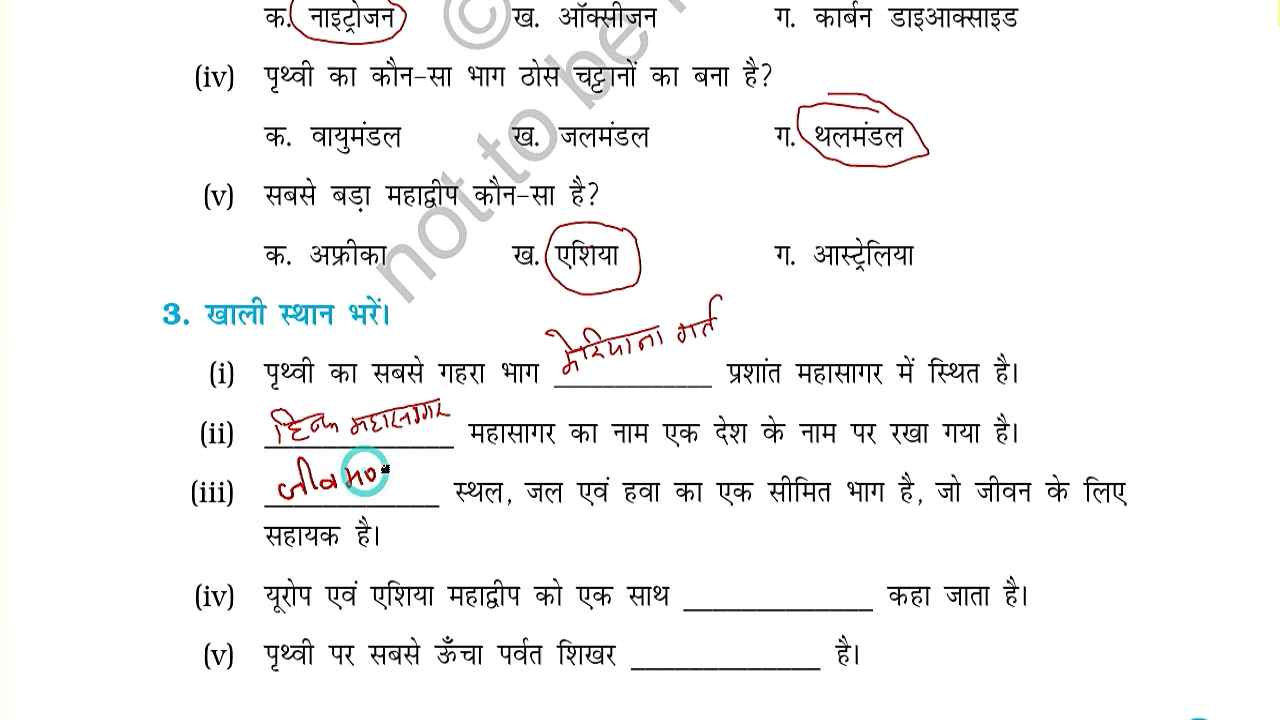 क. नाइट्रोजन ख. ऑक्सीजन ग. कार्बन डाइआक्साइड
(iv) पृथ्वी का कौन-सा भाग ठोस चट्टानों का बना है?
क. वायुमंडल ख. जलमंडल ग. थलमंडल
(v) सबसे बड़ा महाद्वीप कौन-सा है?
क. अफ्रीका ख. एशिया ग. आस्ट्रेलिया
© not to be
3. खाली स्थान भरें।
मेरियाना गर्त
(i) पृथ्वी का सबसे गहरा भाग ____________ प्रशांत महासागर में स्थित है।
हिन्द महासागर
(ii) ____________ महासागर का नाम एक देश के नाम पर रखा गया है।
जीवम
(iii) ____________ स्थल, जल एवं हवा का एक सीमित भाग है, जो जीवन के लिए
सहायक है।
(iv) यूरोप एवं एशिया महाद्वीप को एक साथ ____________ कहा जाता है।
(v) पृथ्वी पर सबसे ऊँचा पर्वत शिखर ____________ है।